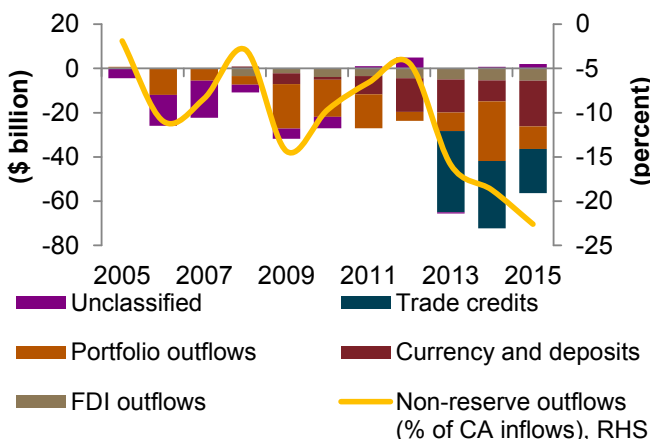 20
0
-20
-40
-60
-80
($ billion)
0
-5
-10
-15
-20
-25
(percent)
2005 2007 2009 2011 2013 2015
Unclassified
Trade credits
Portfolio outflows
Currency and deposits
FDI outflows
Non-reserve outflows
(% of CA inflows), RHS